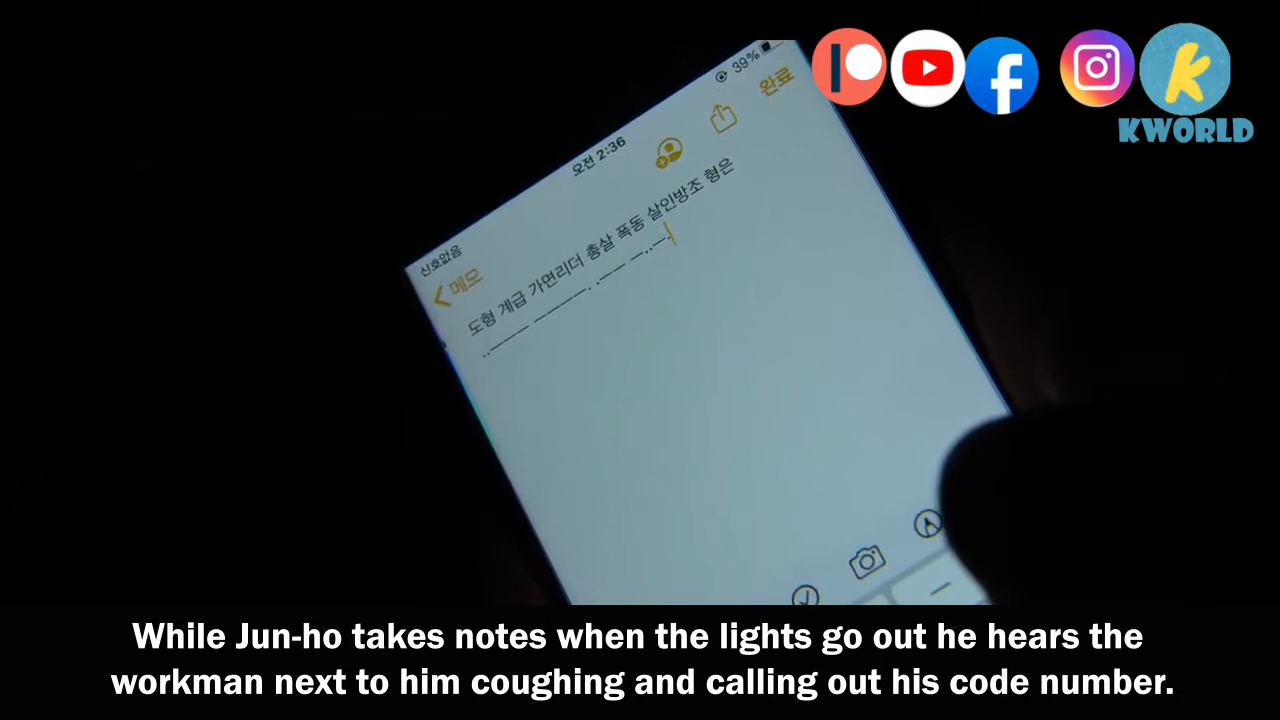 39%
완료
오전 2:36
신호없음
메모
도형 계급 가면리더 총살 폭동 살인방조 형은
..——— ————. .——— —..—.
KWORLD
While Jun-ho takes notes when the lights go out he hears the
workman next to him coughing and calling out his code number.